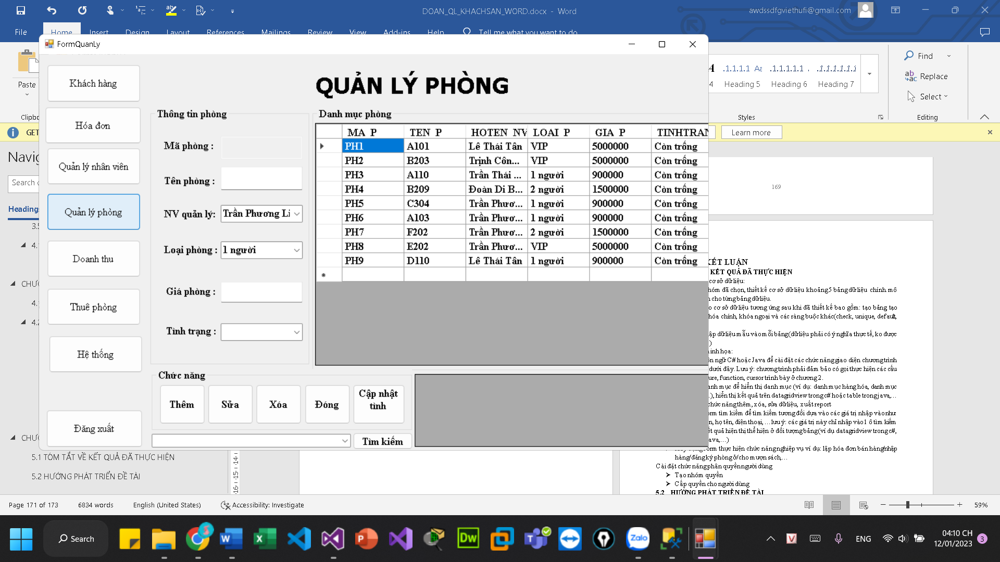 DOAN_QL_KHACHSAN_WORD.docx - Word
awdssdfgviethufi@gmail.com
File Home Insert Design Layout References Mailings Review View Add-ins Help Tell me what you want to do
FormQuanLy
Paste
Clipbo
Khách hàng
Hóa đơn
Quản lý nhân viên
Quản lý phòng
Doanh thu
Thuê phòng
Hệ thống
Đăng xuất
QUẢN LÝ PHÒNG
Thông tin phòng
Mã phòng :
Tên phòng :
NV quản lý: Trần Phương Li
Loại phòng : 1 người
Giá phòng :
Tình trạng :
Danh mục phòng
MA_P TEN_P HOTEN_NV LOAI_P GIA_P TINHTRAN
PH1 A101 Lê Thái Tân VIP 5000000 Còn trống
PH2 B203 Trịnh Côn... VIP 5000000 Còn trống
PH3 A110 Trần Thái ... 1 người 900000 Còn trống
PH4 B209 Đoàn Di B... 2 người 1500000 Còn trống
PH5 C304 Trần Phươ... 1 người 900000 Còn trống
PH6 A103 Trần Phươ... 1 người 900000 Còn trống
PH7 F202 Trần Phươ... 2 người 1500000 Còn trống
PH8 E202 Trần Phươ... VIP 5000000 Còn trống
PH9 D110 Lê Thái Tân 1 người 900000 Còn trống
Chức năng
Thêm Sửa Xóa Đóng Cập nhật tình
Tìm kiếm
4 .1.1.1.1 Aa .1.1.1.1.1 .1.1.1.1.1.1
Heading 5 Heading 6 Heading 7
Styles
Find
Replace
Select
Editing
GET
Learn more
Navig
Search d
Headings
3.5
4.
CHƯƠ
4.
4.2
CHƯƠ
5.1 TÓM TẮT VỀ KẾT QUẢ ĐÃ THỰC HIỆN
5.2 HƯỚNG PHÁT TRIỂN ĐỀ TÀI
169
KẾT LUẬN
KẾT QUẢ ĐÃ THỰC HIỆN
cơ sở dữ liệu:
hóm đã chọn, thiết kế cơ sở dữ liệu khoảng 5 bảng dữ liệu chính mô
n cho từng bảng dữ liệu.
o cơ sở dữ liệu tương ứng sau khi đã thiết kế bao gồm: tạo bảng, tạo
hóa chính, khóa ngoại và các ràng buộc khác(check, unique, default,
ập dữ liệu mẫu vào mỗi bảng(dữ liệu phải có ý nghĩa thực tế, ko được
)
inh họa:
ôn ngữ C# hoặc Java để cài đặt các chức năng giao diện chương trình
dưới đây. Lưu ý: chương trình phải đảm bảo có gọi thực hiện các cấu
ure, function, cursor trình bày ở chương 2.
anh mục để hiển thị danh mục (ví dụ: danh mục hàng hóa, danh mục
.), hiển thị kết quả trên datagridview trong c# hoặc table trong java,…
chức năng thêm, xóa, sửa dữ liệu, xuất report
orm tìm kiếm để tìm kiếm tương đối dựa vào các giá trị nhập vào như
n, họ tên, điện thoại, …lưu ý: các giá trị này chỉ nhập vào 1 ô tìm kiếm
ết quả hiện thị thể hiện ở đối tượng bảng(ví dụ datagridview trong c#,
ava,…)
orm thực hiện chức năng nghiệp vụ ví dụ: lập hóa đơn bán hàng/nhập
hàng/đăng ký phòng ở/cho mượn sách,…
Cài đặt chức năng phân quyền người dùng
➢ Tạo nhóm quyền
➢ Cấp quyền cho người dùng
5.2 HƯỚNG PHÁT TRIỂN ĐỀ TÀI
14
15
16
Page 171 of 173 6834 words English (United States) Accessibility: Investigate 59%
Search
Dw
Zalo
ENG
04:10 CH
12/01/2023
3